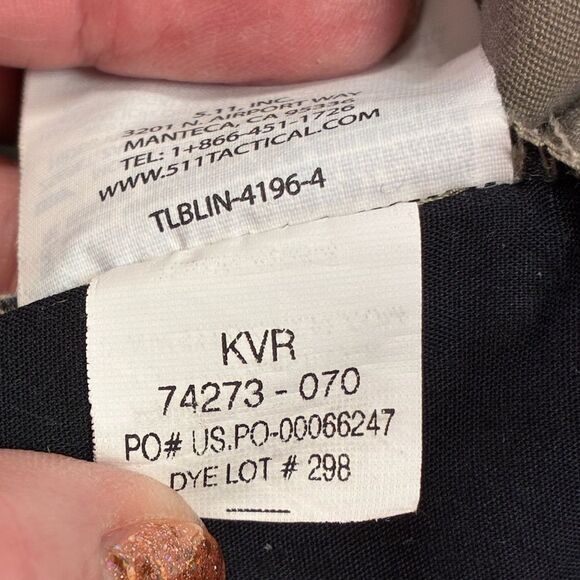 5.11, INC.
3201 N. AIRPORT WAY
MANTECA, CA 95336
TEL: 1+866-451-1726
WWW.511TACTICAL.COM
TLBLIN-4196-4
KVR
74273-070
PO# US.PO-00066247
DYE LOT # 298